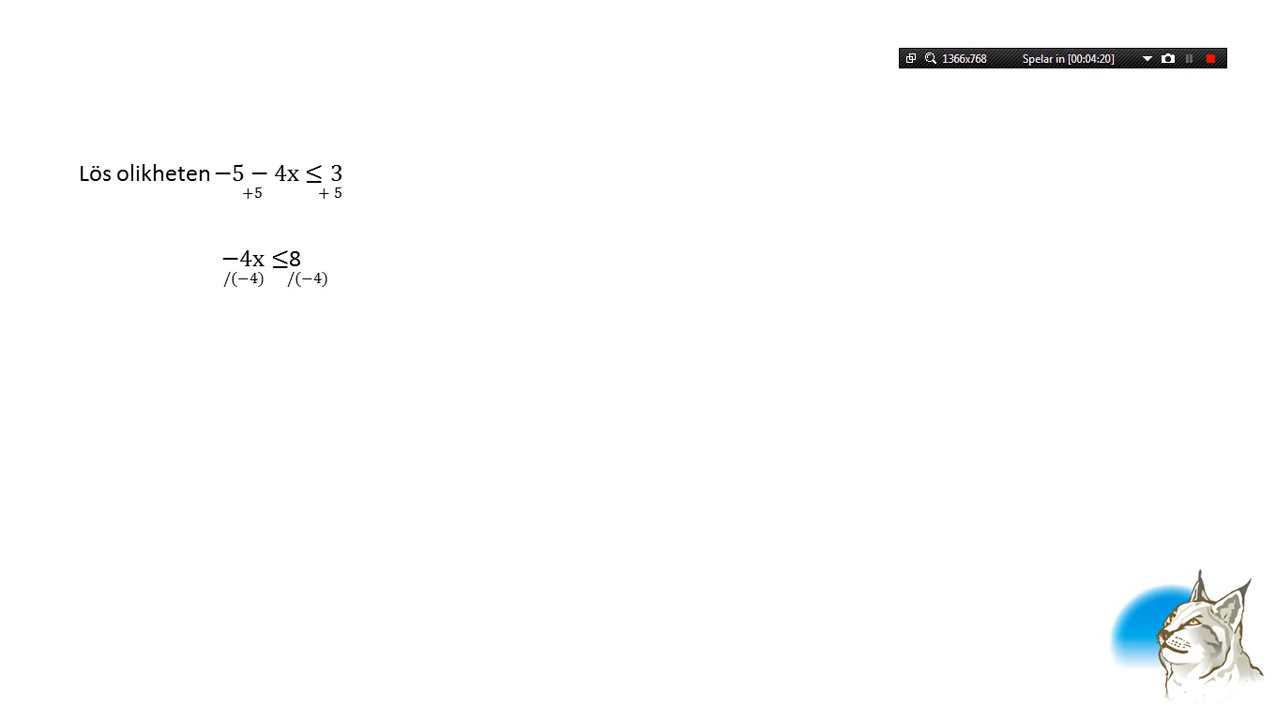 1366x768 Spelar in [00:04:20]
Lös olikheten −5 − 4x ≤ 3
+5 + 5
−4x ≤8
/(−4) /(−4)